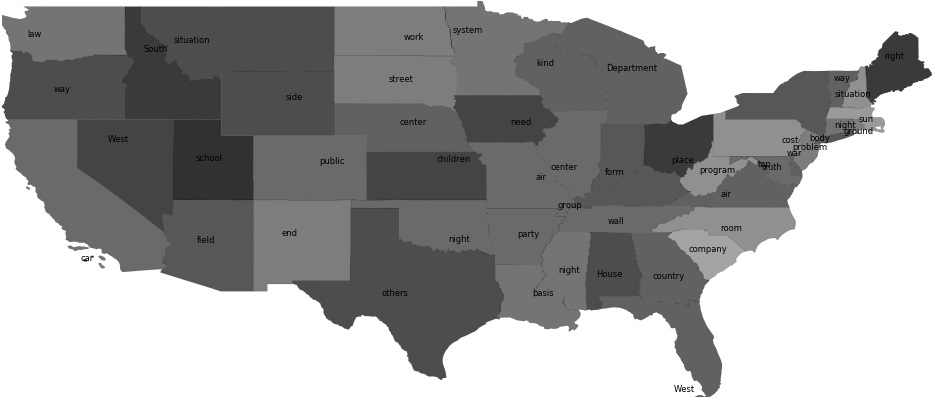 system
law
work
situation
South
right
kind
Department
street
way
way
side
situation
center
need
sun
night
ground
West
body
cost
problem
war
school
public
children
place
top
truth
center
program
form
air
air
group
wall
room
end
field
night
party
company
car
night
House
country
others
basis
West